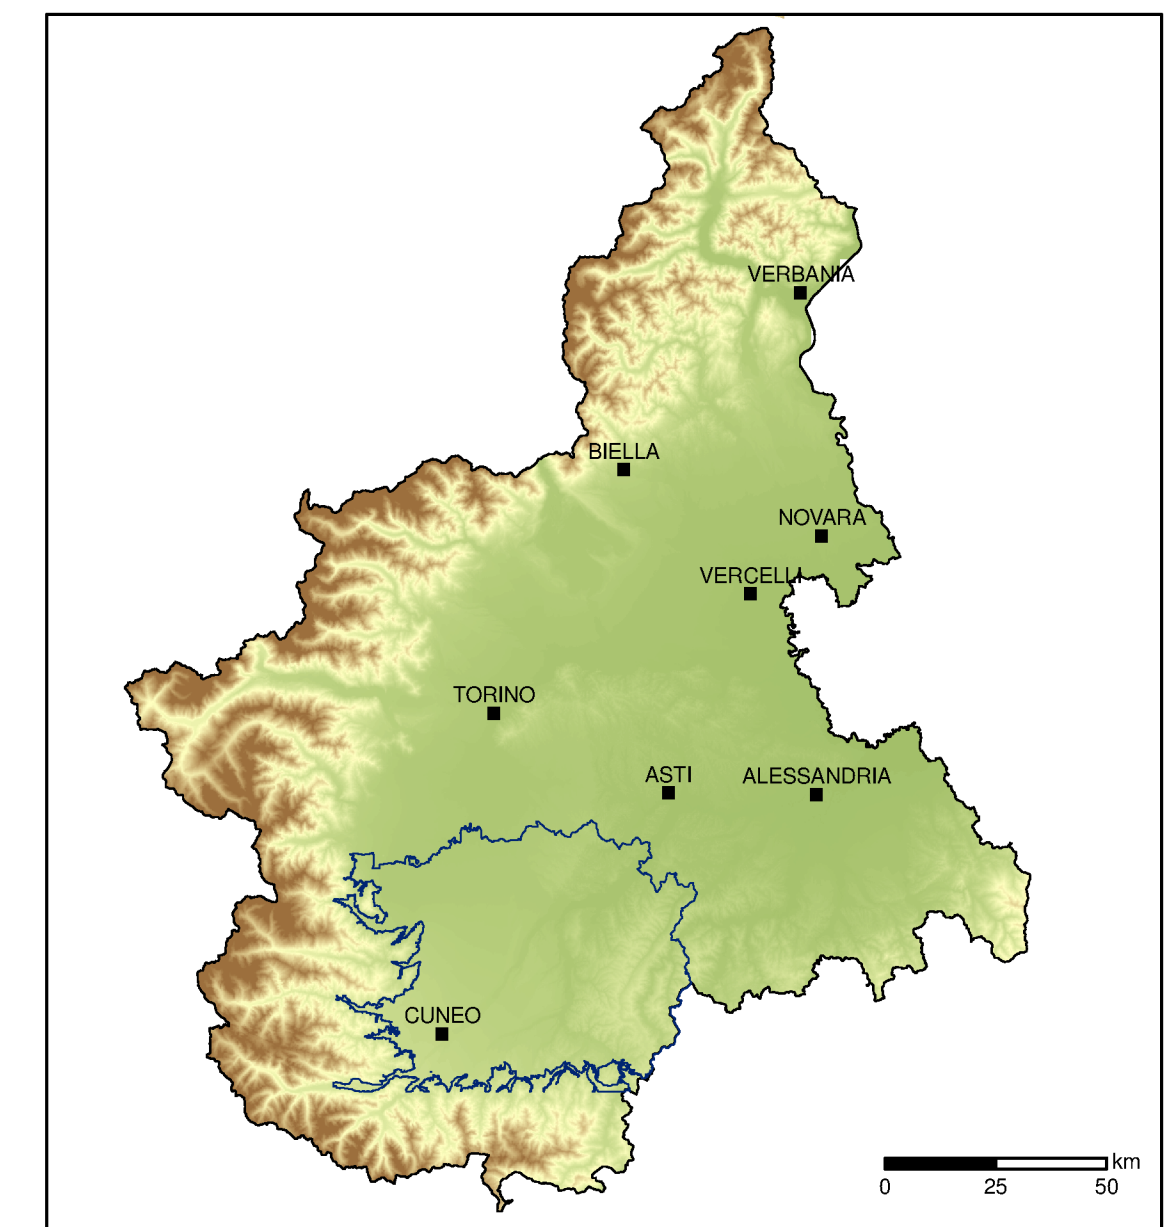 VERBANIA
BIELLA
NOVARA
VERCELLI
TORINO
ASTI
ALESSANDRIA
CUNEO
km
0 25 50